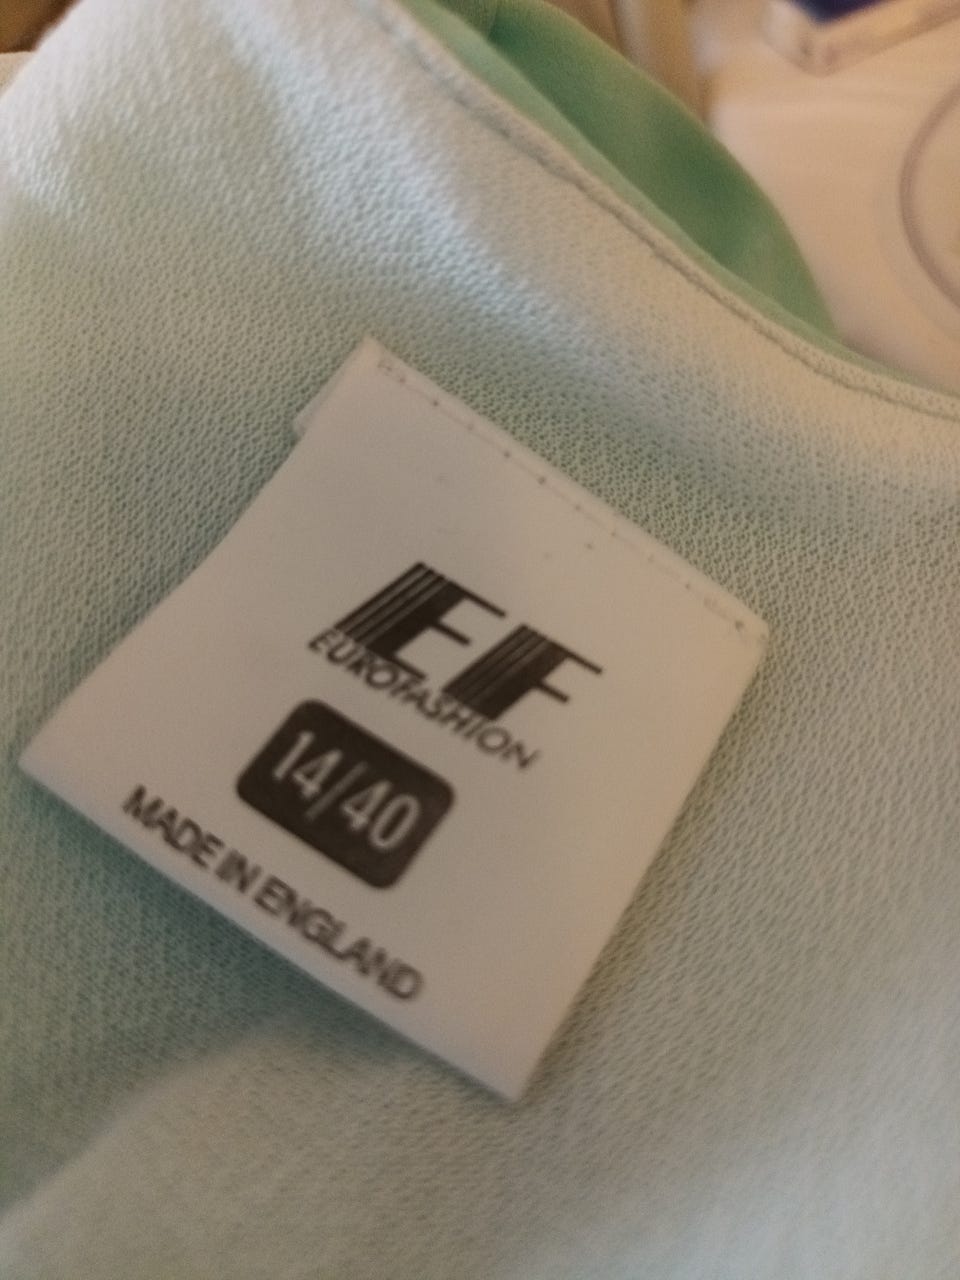 EF
EUROFASHION
14/40
MADE IN ENGLAND